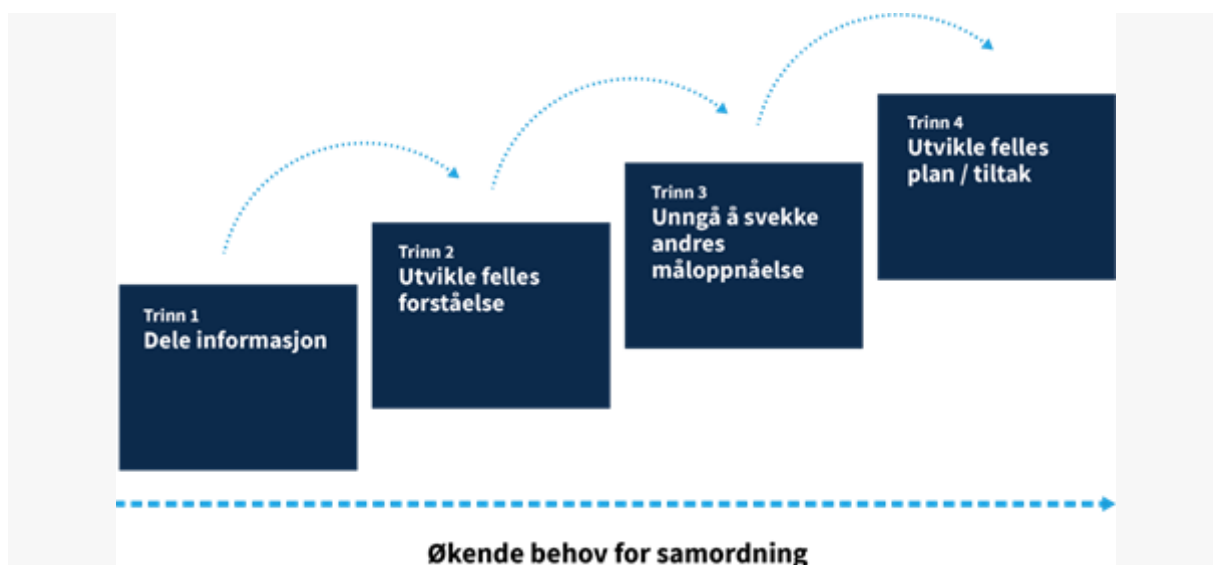 Trinn 1
Dele informasjon
Trinn 2
Utvikle felles
forståelse
Trinn 3
Unngå å svekke
andres
måloppnåelse
Trinn 4
Utvikle felles
plan / tiltak
Økende behov for samordning